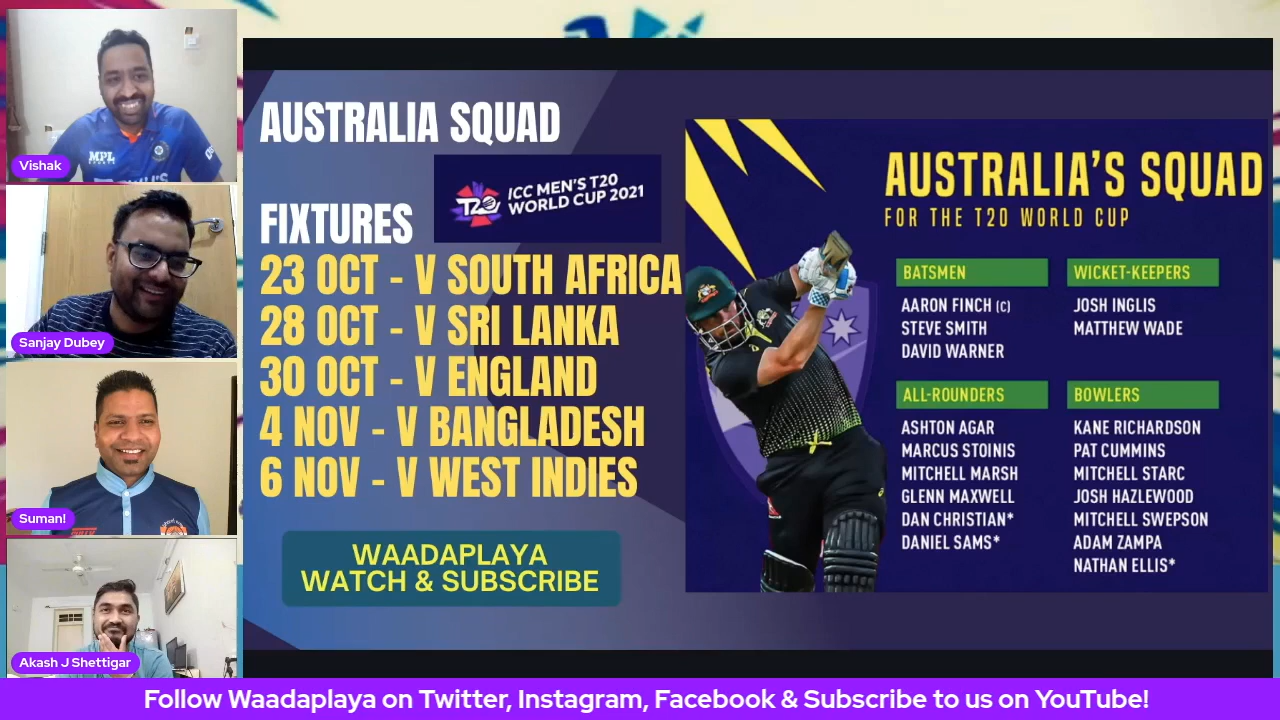 Vishak
MPL
Sanjay Dubey
Suman!
Akash J Shettigar
AUSTRALIA SQUAD
ICC MEN'S T20
WORLD CUP 2021
T20
FIXTURES
23 OCT - V SOUTH AFRICA
28 OCT - V SRI LANKA
30 OCT - V ENGLAND
4 NOV - V BANGLADESH
6 NOV - V WEST INDIES
WAADAPLAYA
WATCH & SUBSCRIBE
AUSTRALIA'S SQUAD
FOR THE T20 WORLD CUP
BATSMEN
AARON FINCH (C)
STEVE SMITH
DAVID WARNER
WICKET-KEEPERS
JOSH INGLIS
MATTHEW WADE
ALL-ROUNDERS
ASHTON AGAR
MARCUS STOINIS
MITCHELL MARSH
GLENN MAXWELL
DAN CHRISTIAN*
DANIEL SAMS*
BOWLERS
KANE RICHARDSON
PAT CUMMINS
MITCHELL STARC
JOSH HAZLEWOOD
MITCHELL SWEPSON
ADAM ZAMPA
NATHAN ELLIS*
Follow Waadaplaya on Twitter, Instagram, Facebook & Subscribe to us on YouTube!